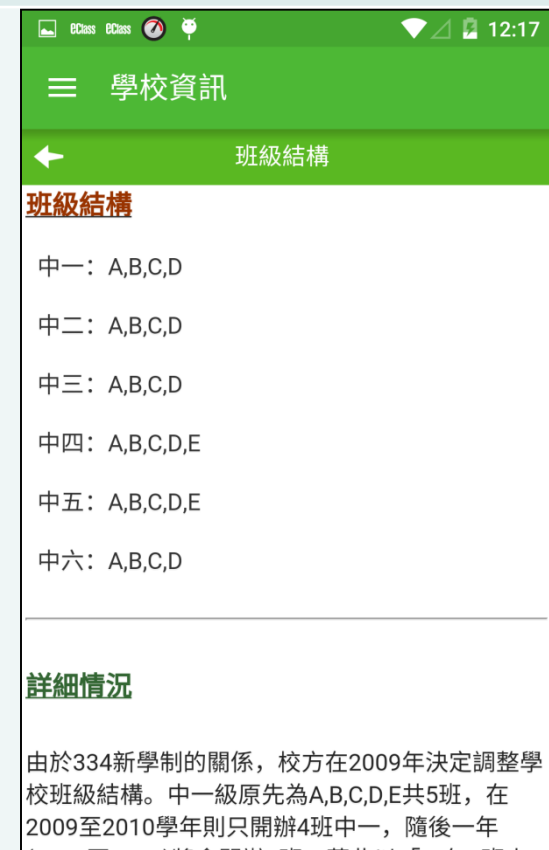 eClass eClass 12:17
學校資訊
班級結構
班級結構
中一：A,B,C,D
中二：A,B,C,D
中三：A,B,C,D
中四：A,B,C,D,E
中五：A,B,C,D,E
中六：A,B,C,D
詳細情況
由於334新學制的關係，校方在2009年決定調整學
校班級結構。中一級原先為A,B,C,D,E共5班，在
2009至2010學年則只開辦4班中一，隨後一年